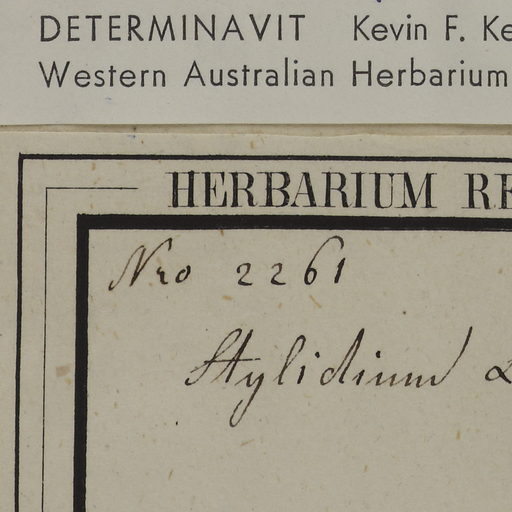 DETERMINAVIT Kevin F. Ke
Western Australian Herbarium
HERBARIUM RE
Nro 2261
Stylidium